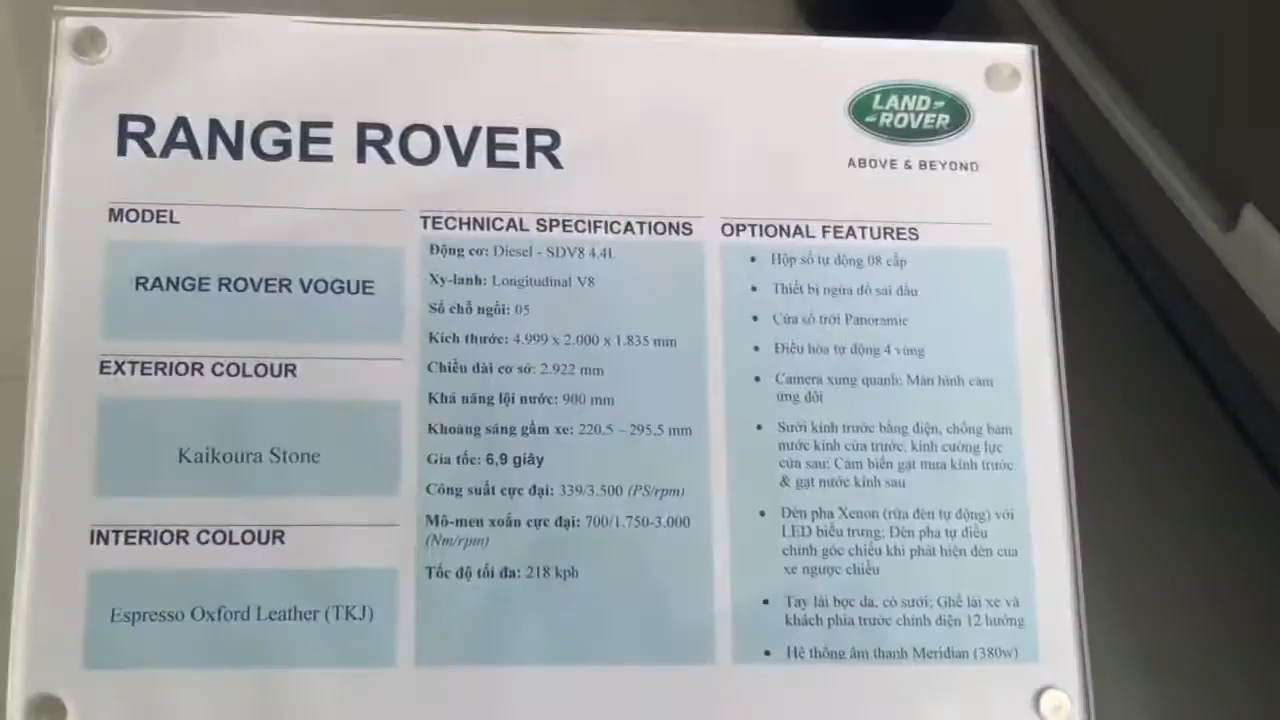 RANGE ROVER
LAND
ROVER
ABOVE & BEYOND
MODEL
RANGE ROVER VOGUE
EXTERIOR COLOUR
Kaikoura Stone
INTERIOR COLOUR
Espresso Oxford Leather (TKJ)
TECHNICAL SPECIFICATIONS
Động cơ: Diesel - SDV8 4.4L
Xy-lanh: Longitudinal V8
Số chỗ ngồi: 05
Kích thước: 4.999 x 2.000 x 1.835 mm
Chiều dài cơ sở: 2.922 mm
Khả năng lội nước: 900 mm
Khoảng sáng gầm xe: 220,5 – 295,5 mm
Gia tốc: 6,9 giây
Công suất cực đại: 339/3.500 (PS/rpm)
Mô-men xoắn cực đại: 700/1.750-3.000
(Nm/rpm)
Tốc độ tối đa: 218 kph
OPTIONAL FEATURES
• Hộp số tự động 08 cấp
• Thiết bị ngừa đổ sai dầu
• Cửa sổ trời Panoramic
• Điều hòa tự động 4 vùng
• Camera xung quanh; Màn hình cảm
ứng đôi
• Sưởi kính trước bằng điện, chống bám
nước kính cửa trước, kính cường lực
cửa sau; Cảm biến gạt mưa kính trước
& gạt nước kính sau
• Đèn pha Xenon (rửa đèn tự động) với
LED biểu trưng; Đèn pha tự điều
chỉnh góc chiếu khi phát hiện đèn của
xe ngược chiều
• Tay lái bọc da, có sưởi; Ghế lái xe và
khách phía trước chỉnh điện 12 hướng
• Hệ thống âm thanh Meridian (380w)